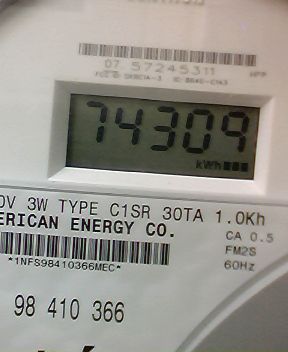 07 57245311
74309
kWh
0V 3W TYPE C1SR 30TA 1.0Kh
ERICAN ENERGY CO.
CA 0.5
FM2S
*1NFS98410366MEC*
60Hz
98 410 366